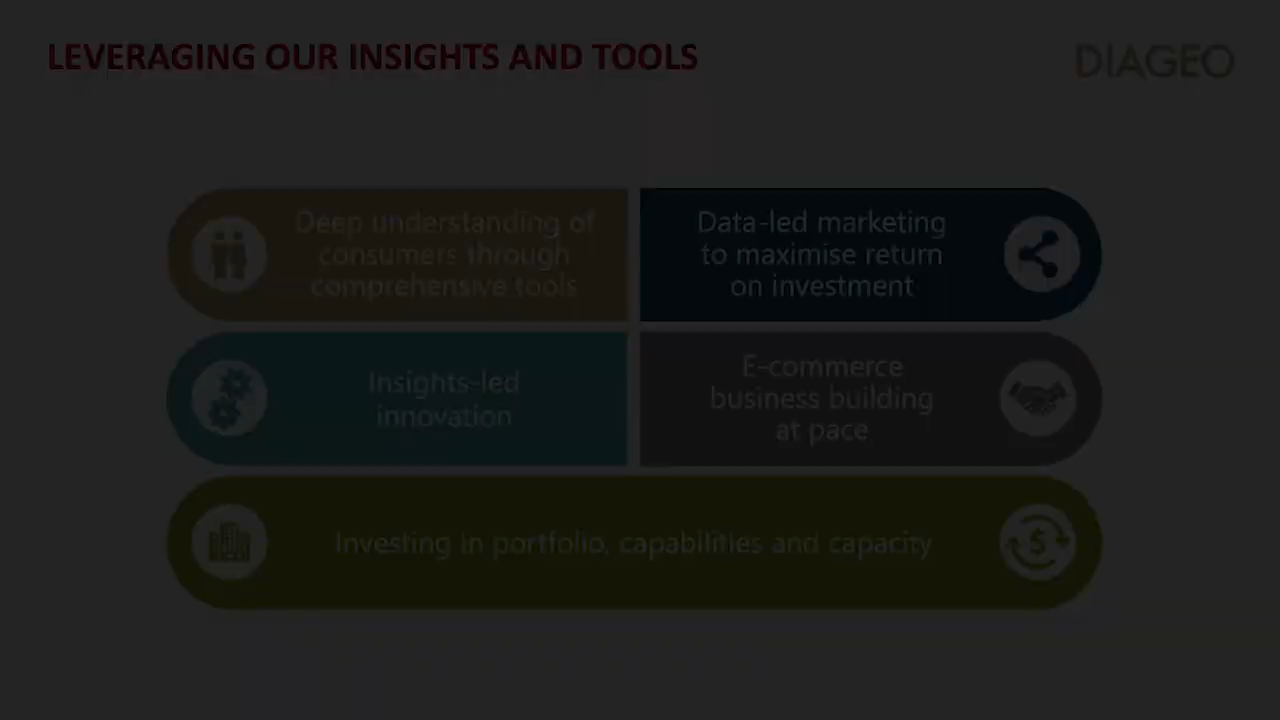 LEVERAGING OUR INSIGHTS AND TOOLS
DIAGEO
Deep understanding of
consumers through
comprehensive tools
Data-led marketing
to maximise return
on investment
Insights-led
innovation
E-commerce
business building
at pace
Investing in portfolio, capabilities and capacity
$